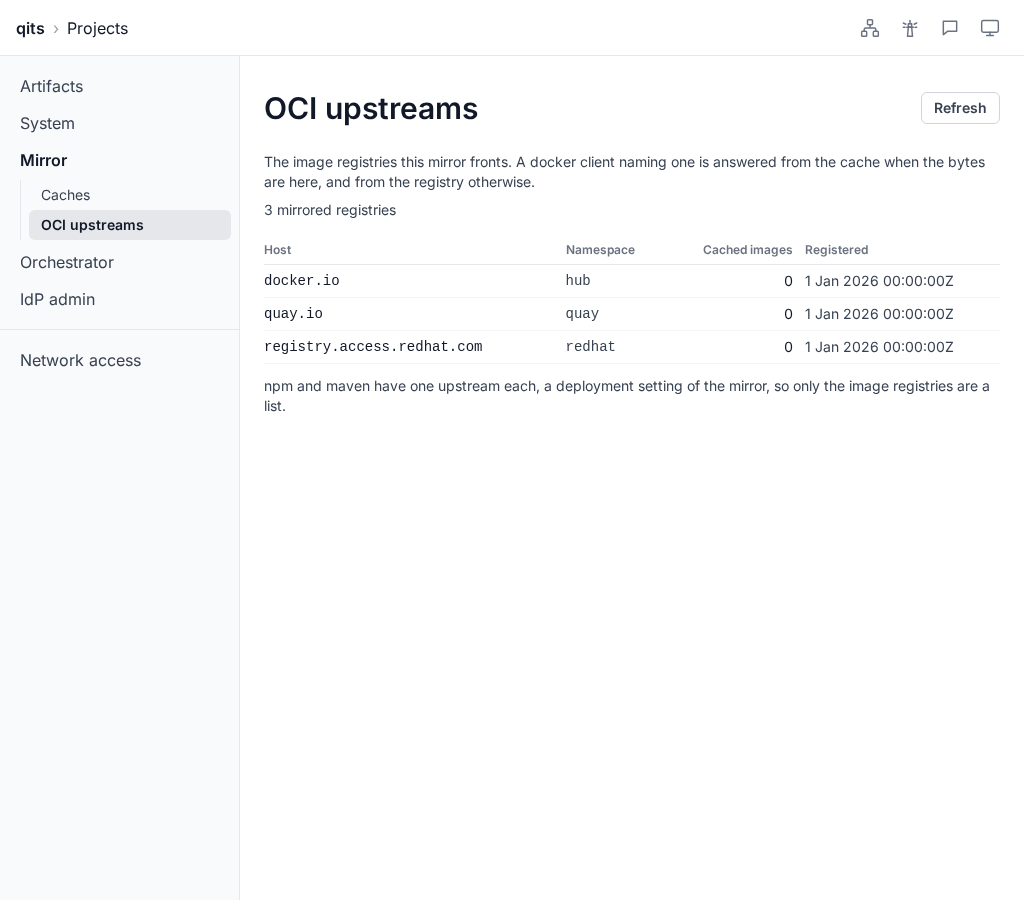 qits › Projects
Artifacts
System
Mirror
Caches
OCI upstreams
Orchestrator
IdP admin
Network access
OCI upstreams
Refresh
The image registries this mirror fronts. A docker client naming one is answered from the cache when the bytes
are here, and from the registry otherwise.
3 mirrored registries
Host Namespace Cached images Registered
docker.io hub 0 1 Jan 2026 00:00:00Z
quay.io quay 0 1 Jan 2026 00:00:00Z
registry.access.redhat.com redhat 0 1 Jan 2026 00:00:00Z
npm and maven have one upstream each, a deployment setting of the mirror, so only the image registries are a
list.